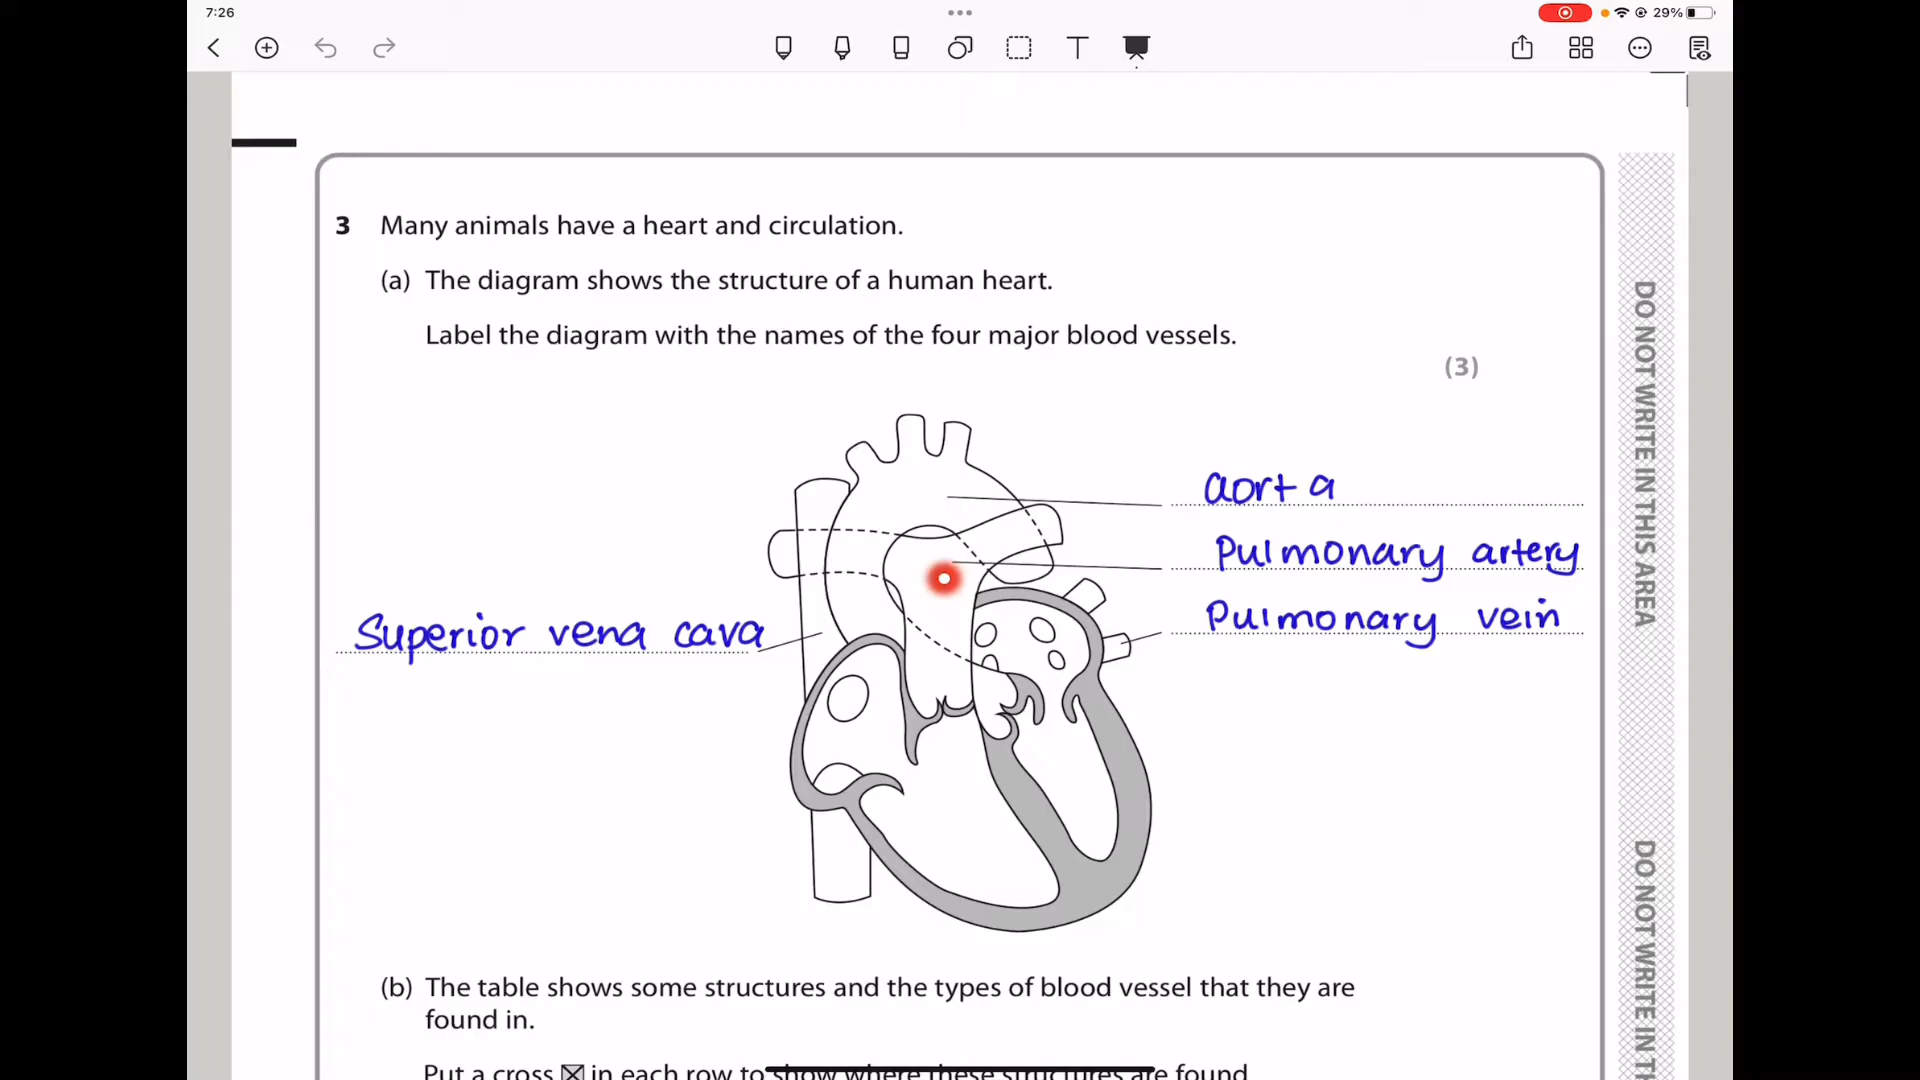 7:26
29%
3 Many animals have a heart and circulation.
(a) The diagram shows the structure of a human heart.
Label the diagram with the names of the four major blood vessels.
(3)
aorta
Pulmonary artery
Pulmonary vein
Superior vena cava
(b) The table shows some structures and the types of blood vessel that they are
found in.
Put a cross in each row to show where these structures are found
DO NOT WRITE IN THIS AREA
DO NOT WRITE IN TH